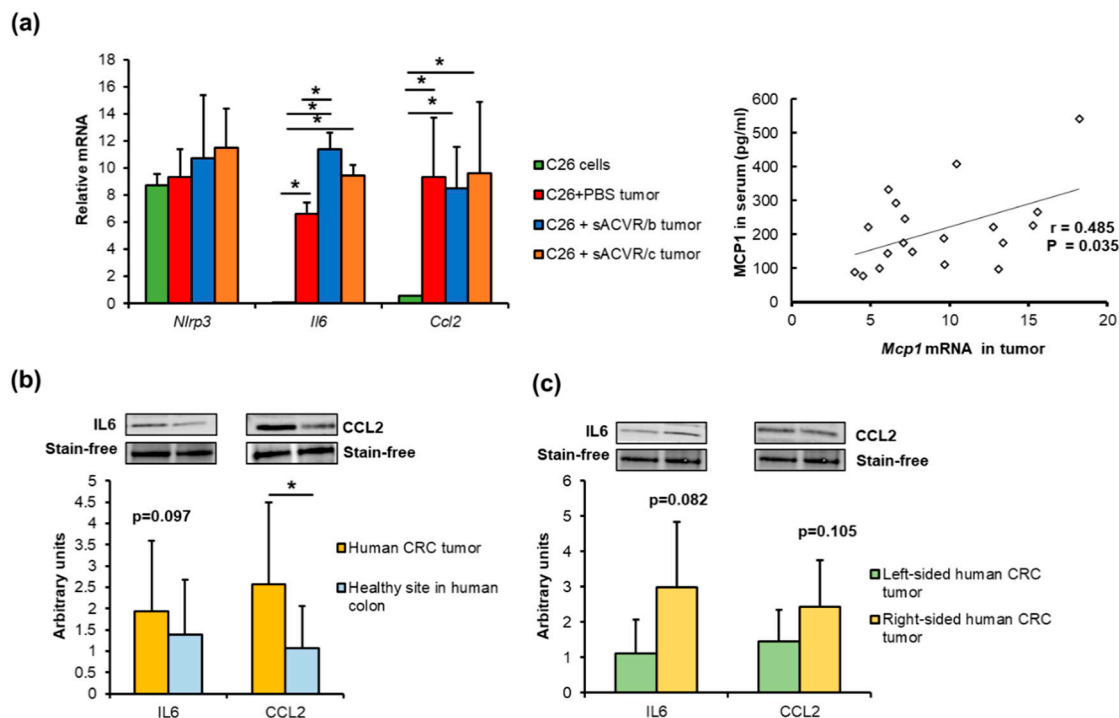 (a)
Relative mRNA
18
16
14
12
10
8
6
4
2
0
* * * * * * * *
Nlrp3 Il6 Ccl2
C26 cells
C26+PBS tumor
C26 + sACVR/b tumor
C26 + sACVR/c tumor
MCP1 in serum (pg/ml)
600
500
400
300
200
100
0
0 5 10 15 20
r = 0.485
P = 0.035
Mcp1 mRNA in tumor
(b)
IL6
Stain-free
CCL2
Stain-free
Arbitrary units
5
4.5
4
3.5
3
2.5
2
1.5
1
0.5
0
p=0.097
*
IL6 CCL2
Human CRC tumor
Healthy site in human
colon
(c)
IL6
Stain-free
CCL2
Stain-free
Arbitrary units
6
5
4
3
2
1
0
p=0.082
p=0.105
IL6 CCL2
Left-sided human CRC
tumor
Right-sided human CRC
tumor